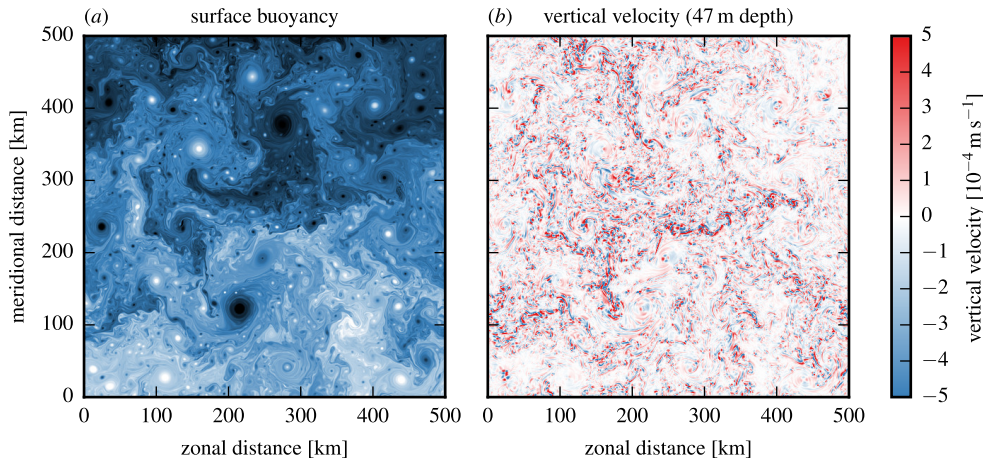 (a) surface buoyancy
(b) vertical velocity (47 m depth)
500
400
300
200
100
0
meridional distance [km]
0 100 200 300 400 500
zonal distance [km]
0 100 200 300 400 500
zonal distance [km]
5
4
3
2
1
0
−1
−2
−3
−4
−5
vertical velocity [10⁻⁴ m s⁻¹]